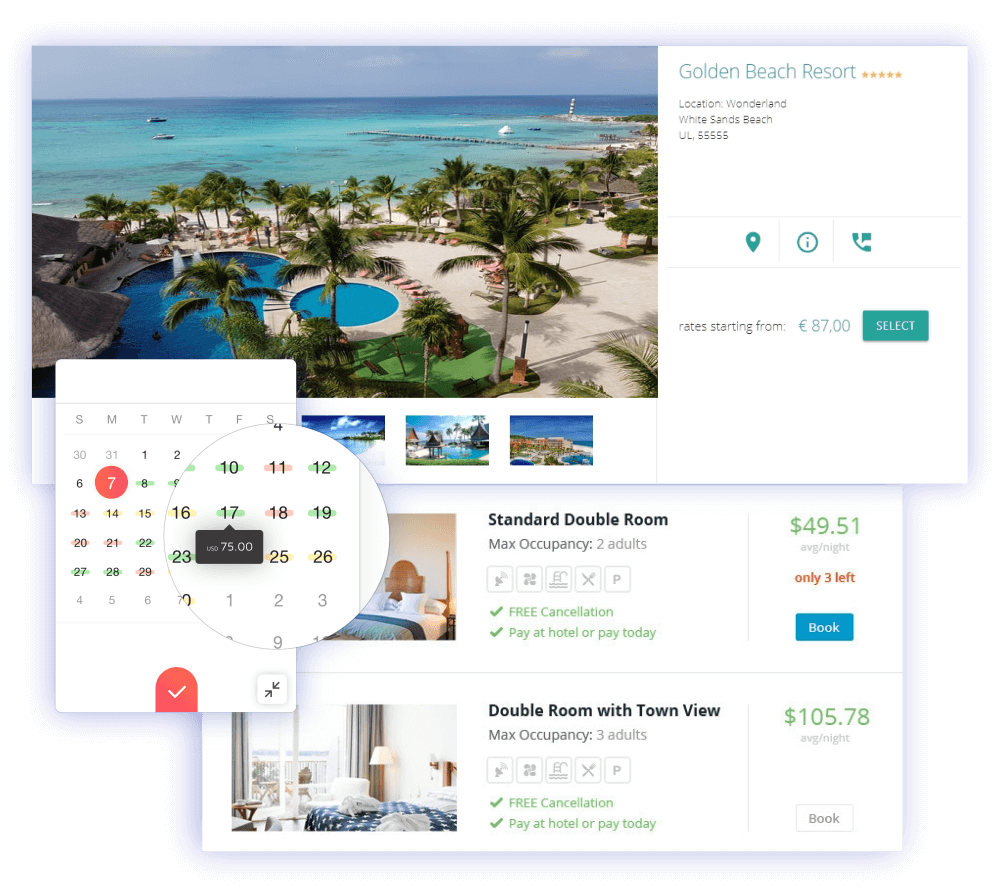 Golden Beach Resort
Location: Wonderland
White Sands Beach
UL, 55555
rates starting from: € 87,00 SELECT
S M T W T F S
30 31 1 2
6 7 8 9
13 14 15
20 21 22
27 28 29
4 5 6 7
4
10 11 12
16 17 18 19
USD 75.00
23 25 26
1 2 3
9
Standard Double Room
Max Occupancy: 2 adults
P
FREE Cancellation
Pay at hotel or pay today
$49.51
avg/night
only 3 left
Book
Double Room with Town View
Max Occupancy: 3 adults
P
FREE Cancellation
Pay at hotel or pay today
$105.78
avg/night
Book